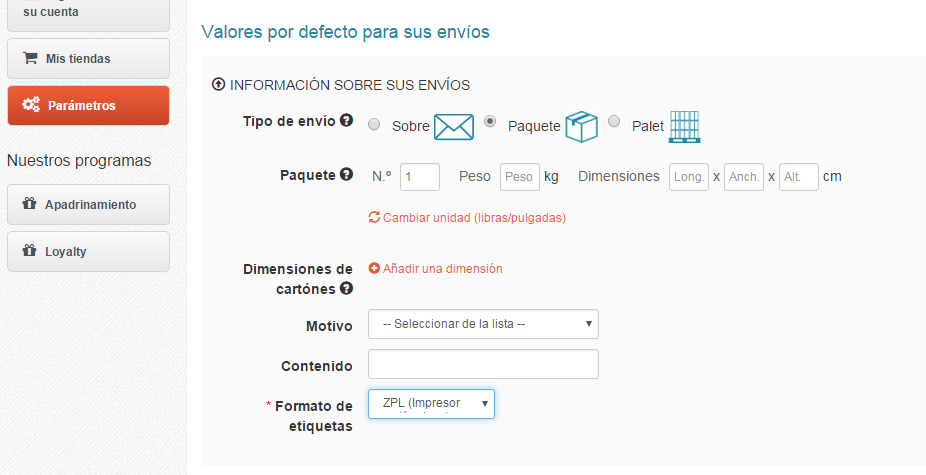 su cuenta
Mis tiendas
Parámetros
Nuestros programas
Apadrinamiento
Loyalty
Valores por defecto para sus envíos
INFORMACIÓN SOBRE SUS ENVÍOS
Tipo de envío Sobre Paquete Palet
Paquete N.º 1 Peso Peso kg Dimensiones Long. x Anch. x Alt. cm
Cambiar unidad (libras/pulgadas)
Dimensiones de Añadir una dimensión
cartónes
Motivo -- Seleccionar de la lista --
Contenido
* Formato de ZPL (Impresor
etiquetas